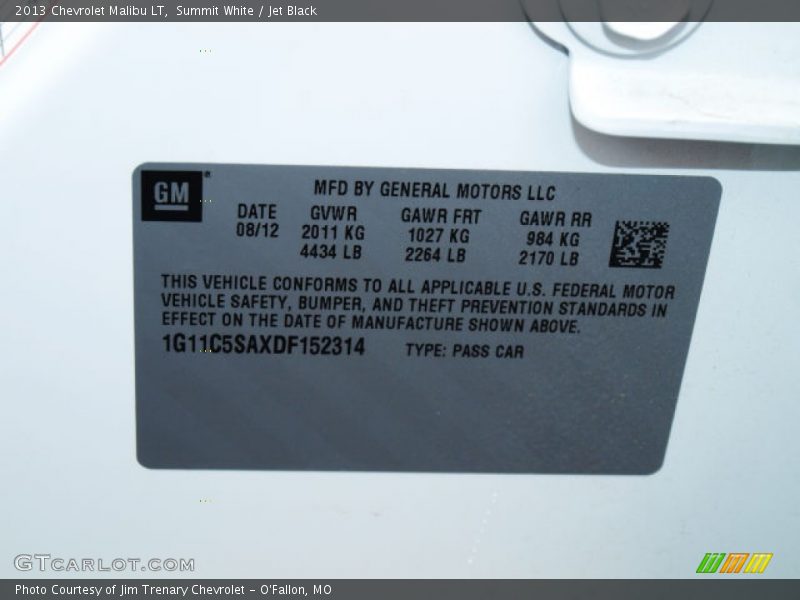 2013 Chevrolet Malibu LT,  Summit White / Jet Black
GM
MFD BY GENERAL MOTORS LLC
DATE GVWR GAWR FRT GAWR RR
08/12 2011 KG 1027 KG 984 KG
4434 LB 2264 LB 2170 LB
THIS VEHICLE CONFORMS TO ALL APPLICABLE U.S. FEDERAL MOTOR
VEHICLE SAFETY, BUMPER, AND THEFT PREVENTION STANDARDS IN
EFFECT ON THE DATE OF MANUFACTURE SHOWN ABOVE.
1G11C5SAXDF152314 TYPE: PASS CAR
GTCARLOT.COM
Photo Courtesy of Jim Trenary Chevrolet - O'Fallon, MO